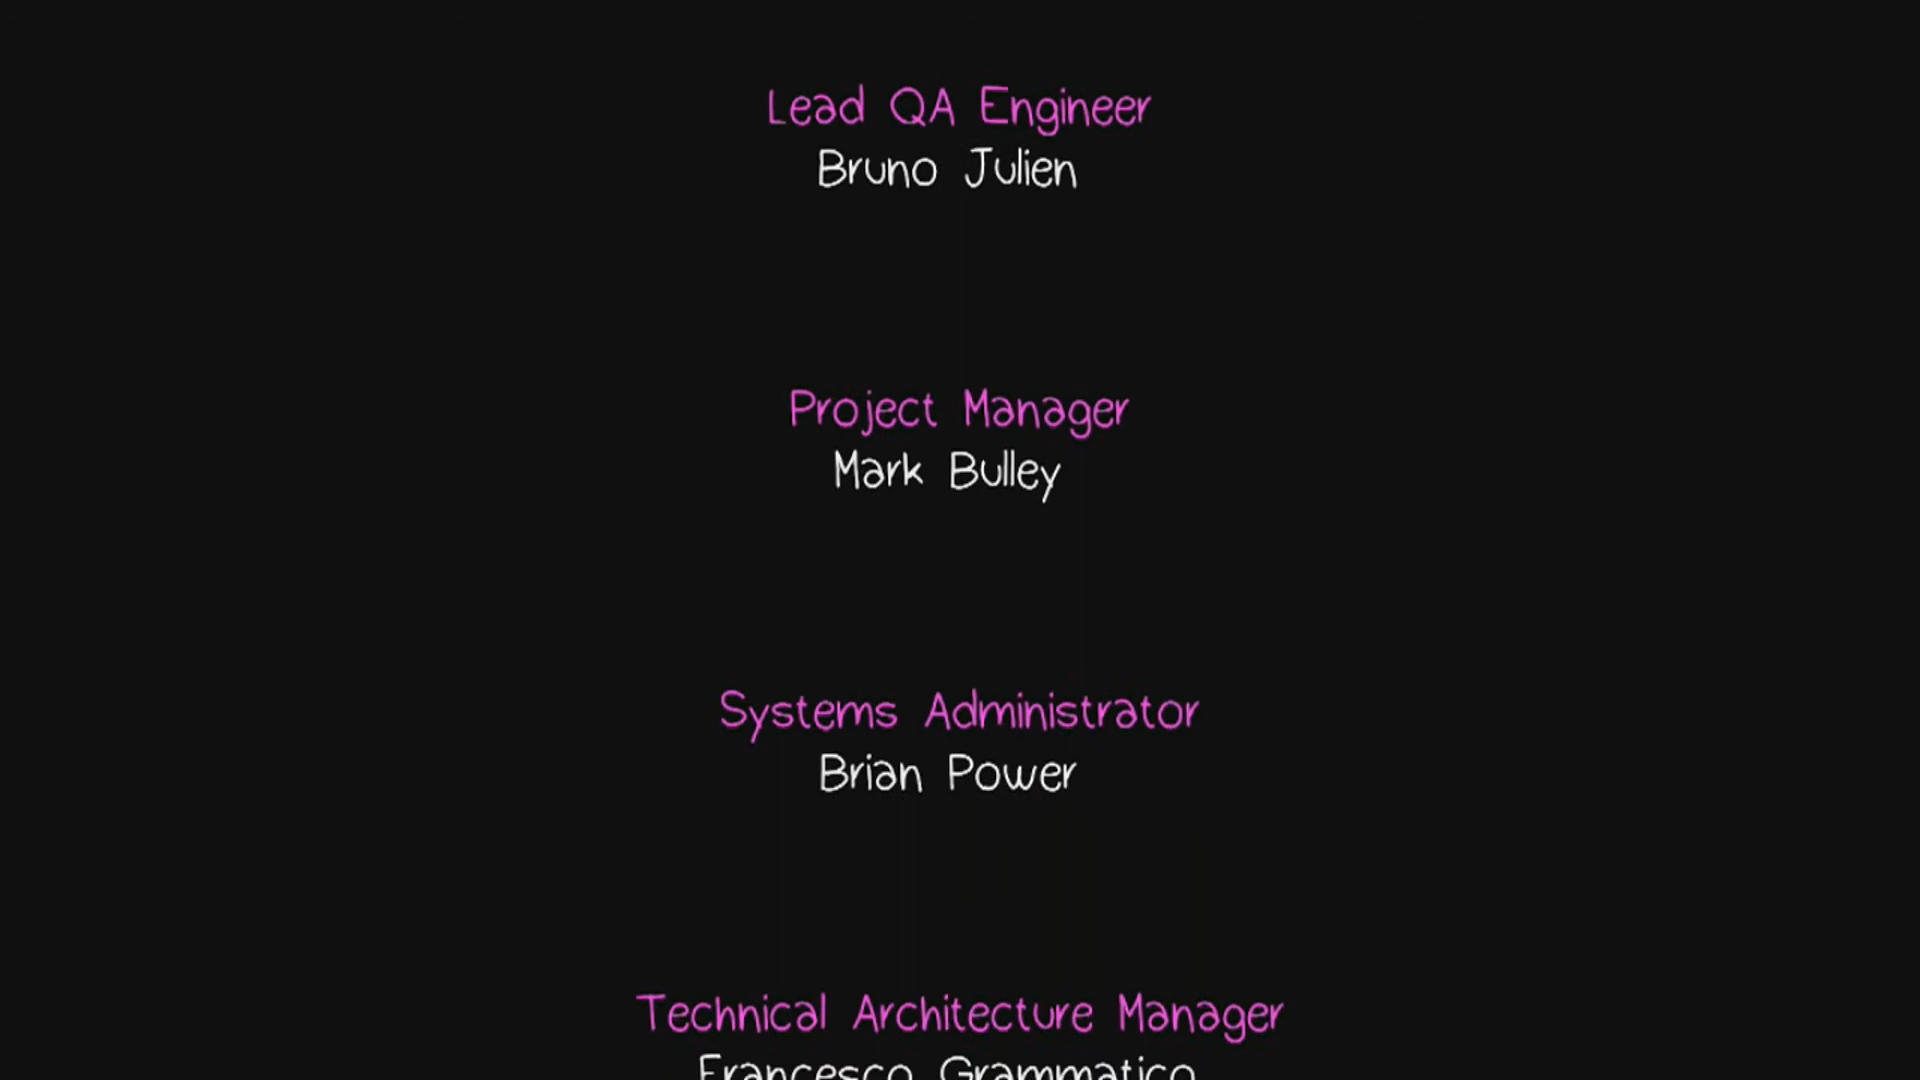 Lead QA Engineer
Bruno Julien
Project Manager
Mark Bulley
Systems Administrator
Brian Power
Technical Architecture Manager
Francesco Grammatico